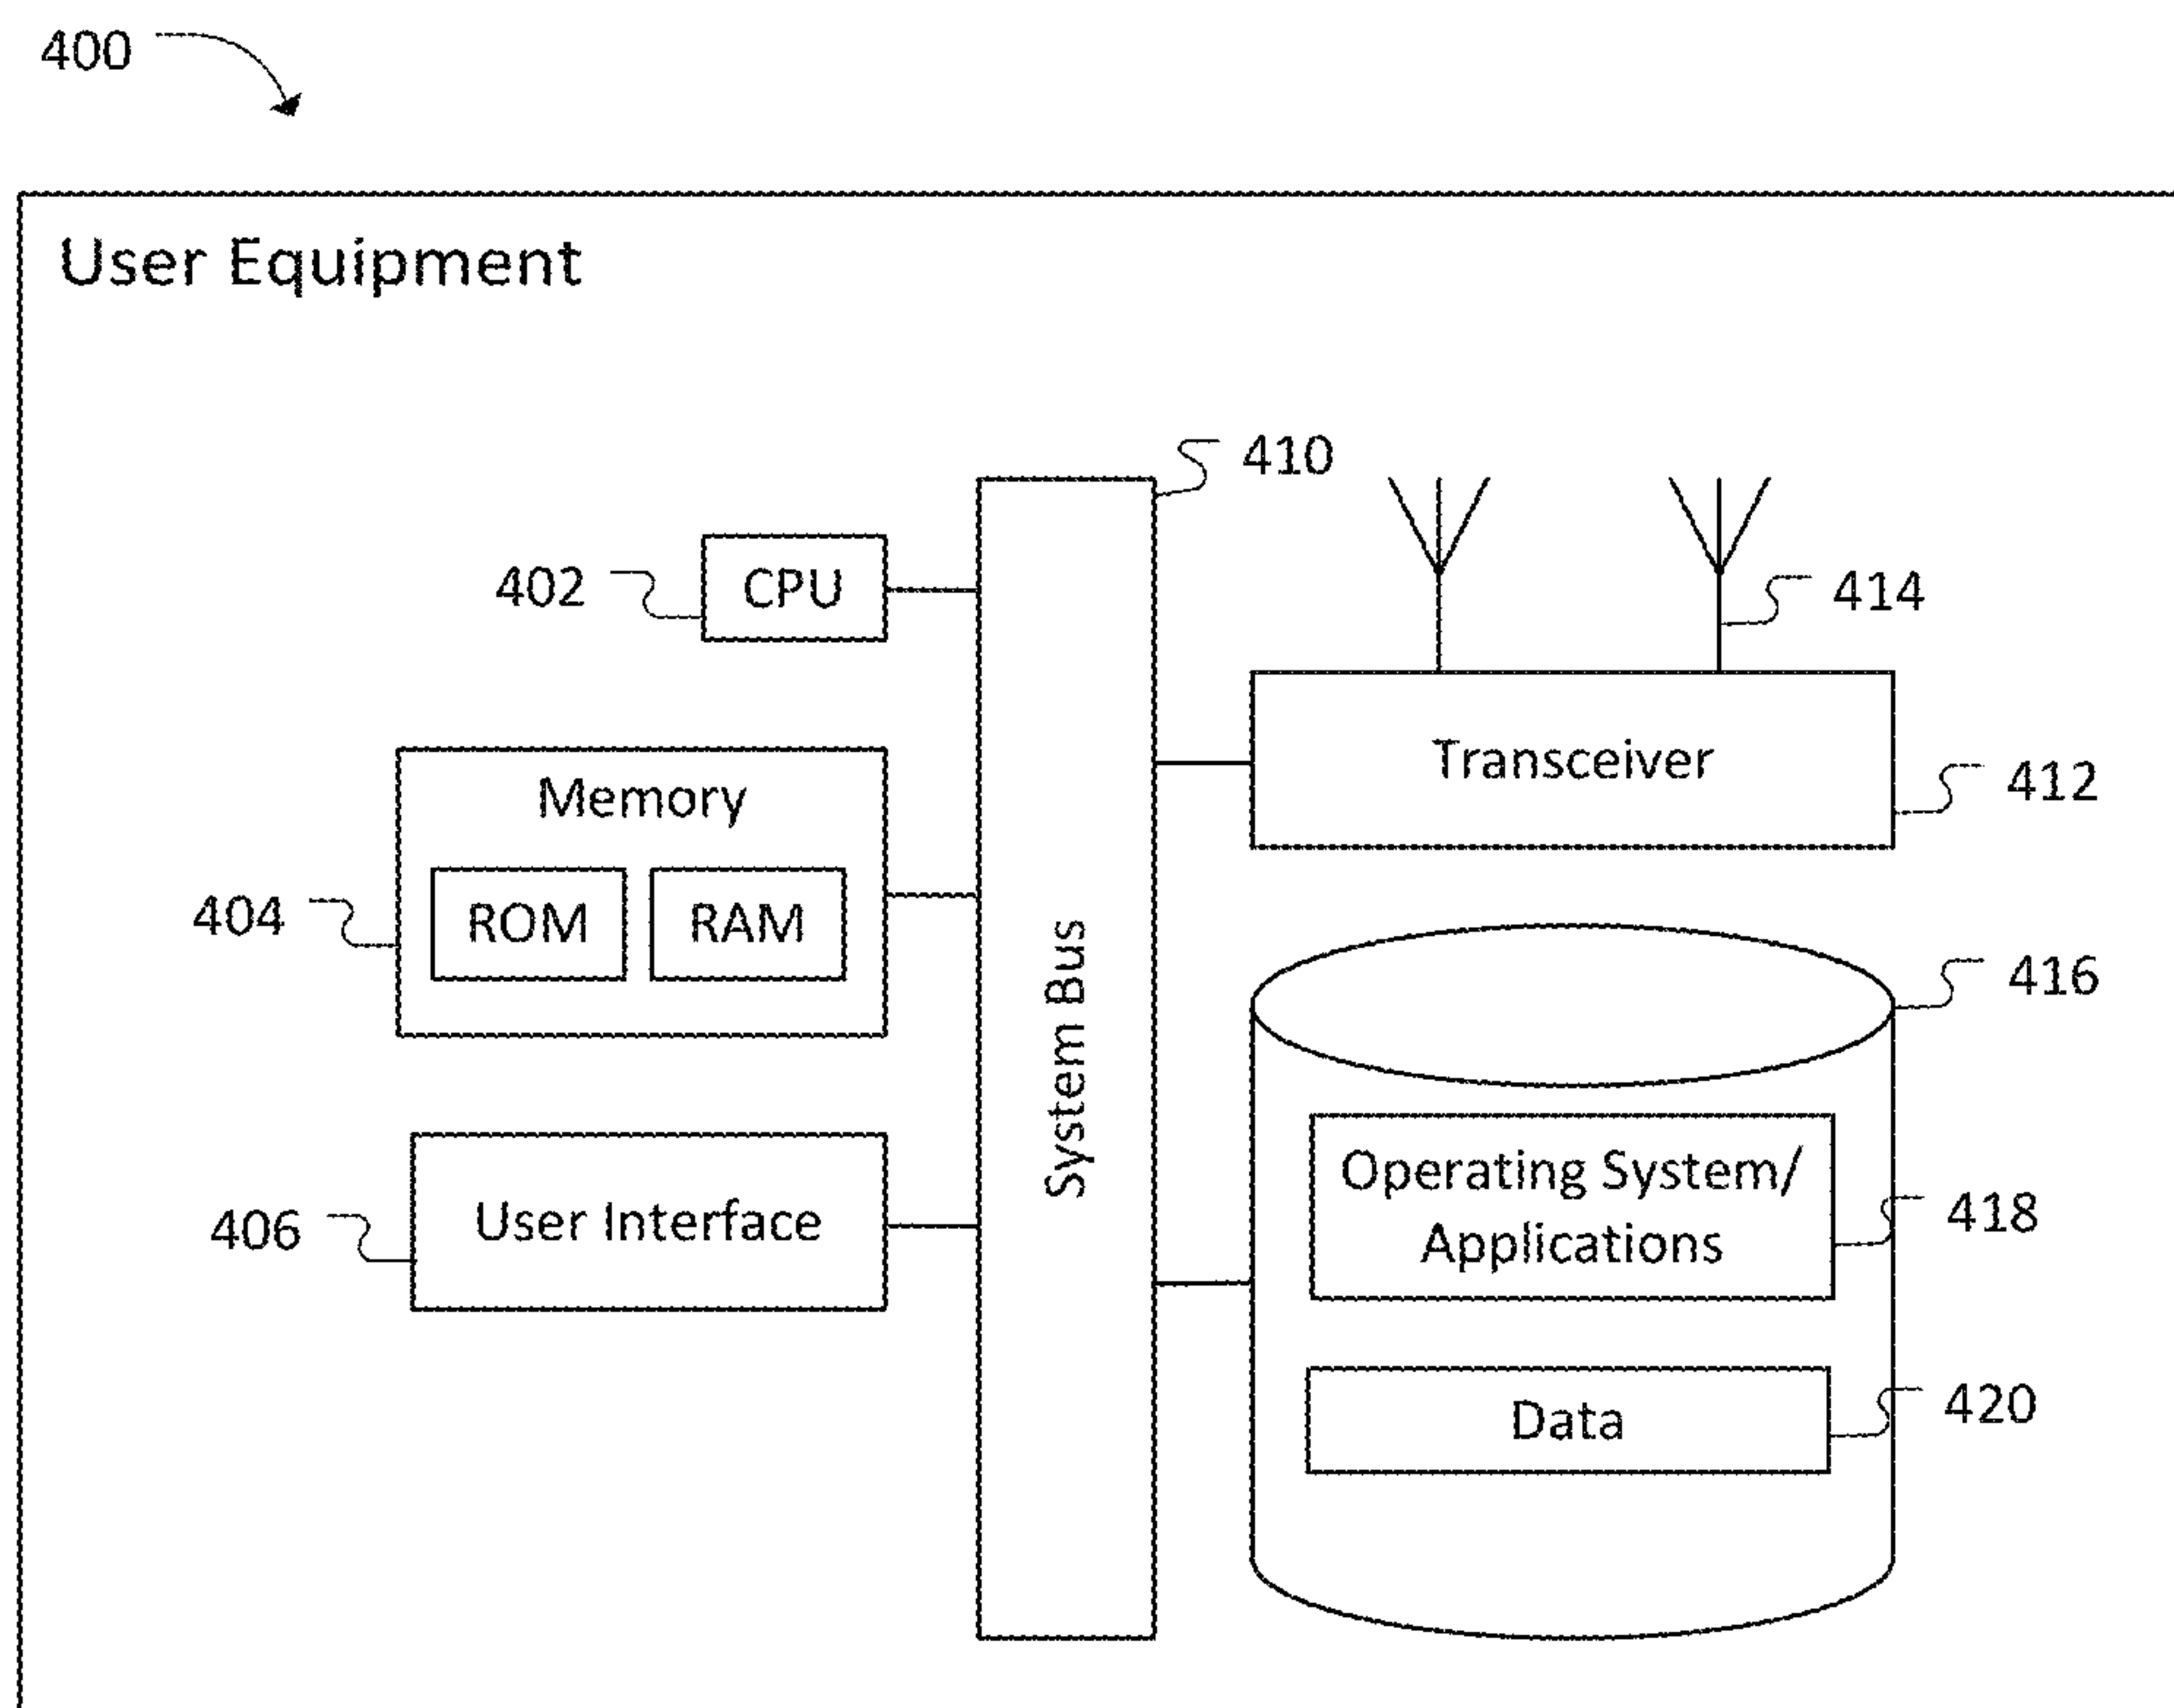 400
User Equipment
410
402
CPU
414
Transceiver
412
Memory
404
ROM
RAM
System Bus
416
406
User Interface
Operating System/
Applications
418
Data
420